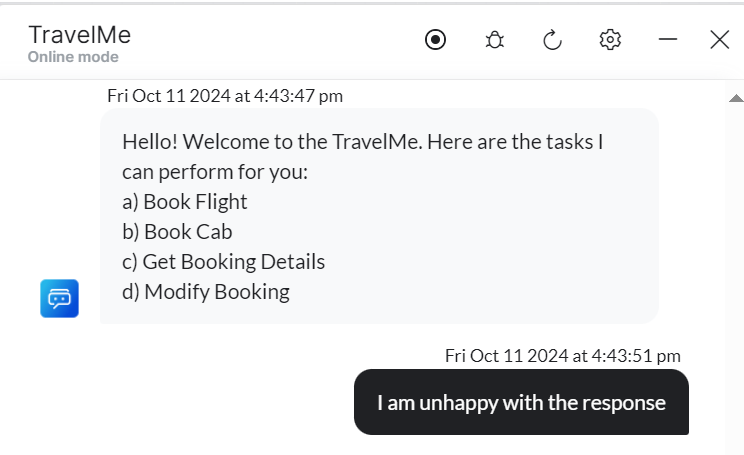 TravelMe
Online mode
Fri Oct 11 2024 at 4:43:47 pm
Hello! Welcome to the TravelMe. Here are the tasks I
can perform for you:
a) Book Flight
b) Book Cab
c) Get Booking Details
d) Modify Booking
Fri Oct 11 2024 at 4:43:51 pm
I am unhappy with the response